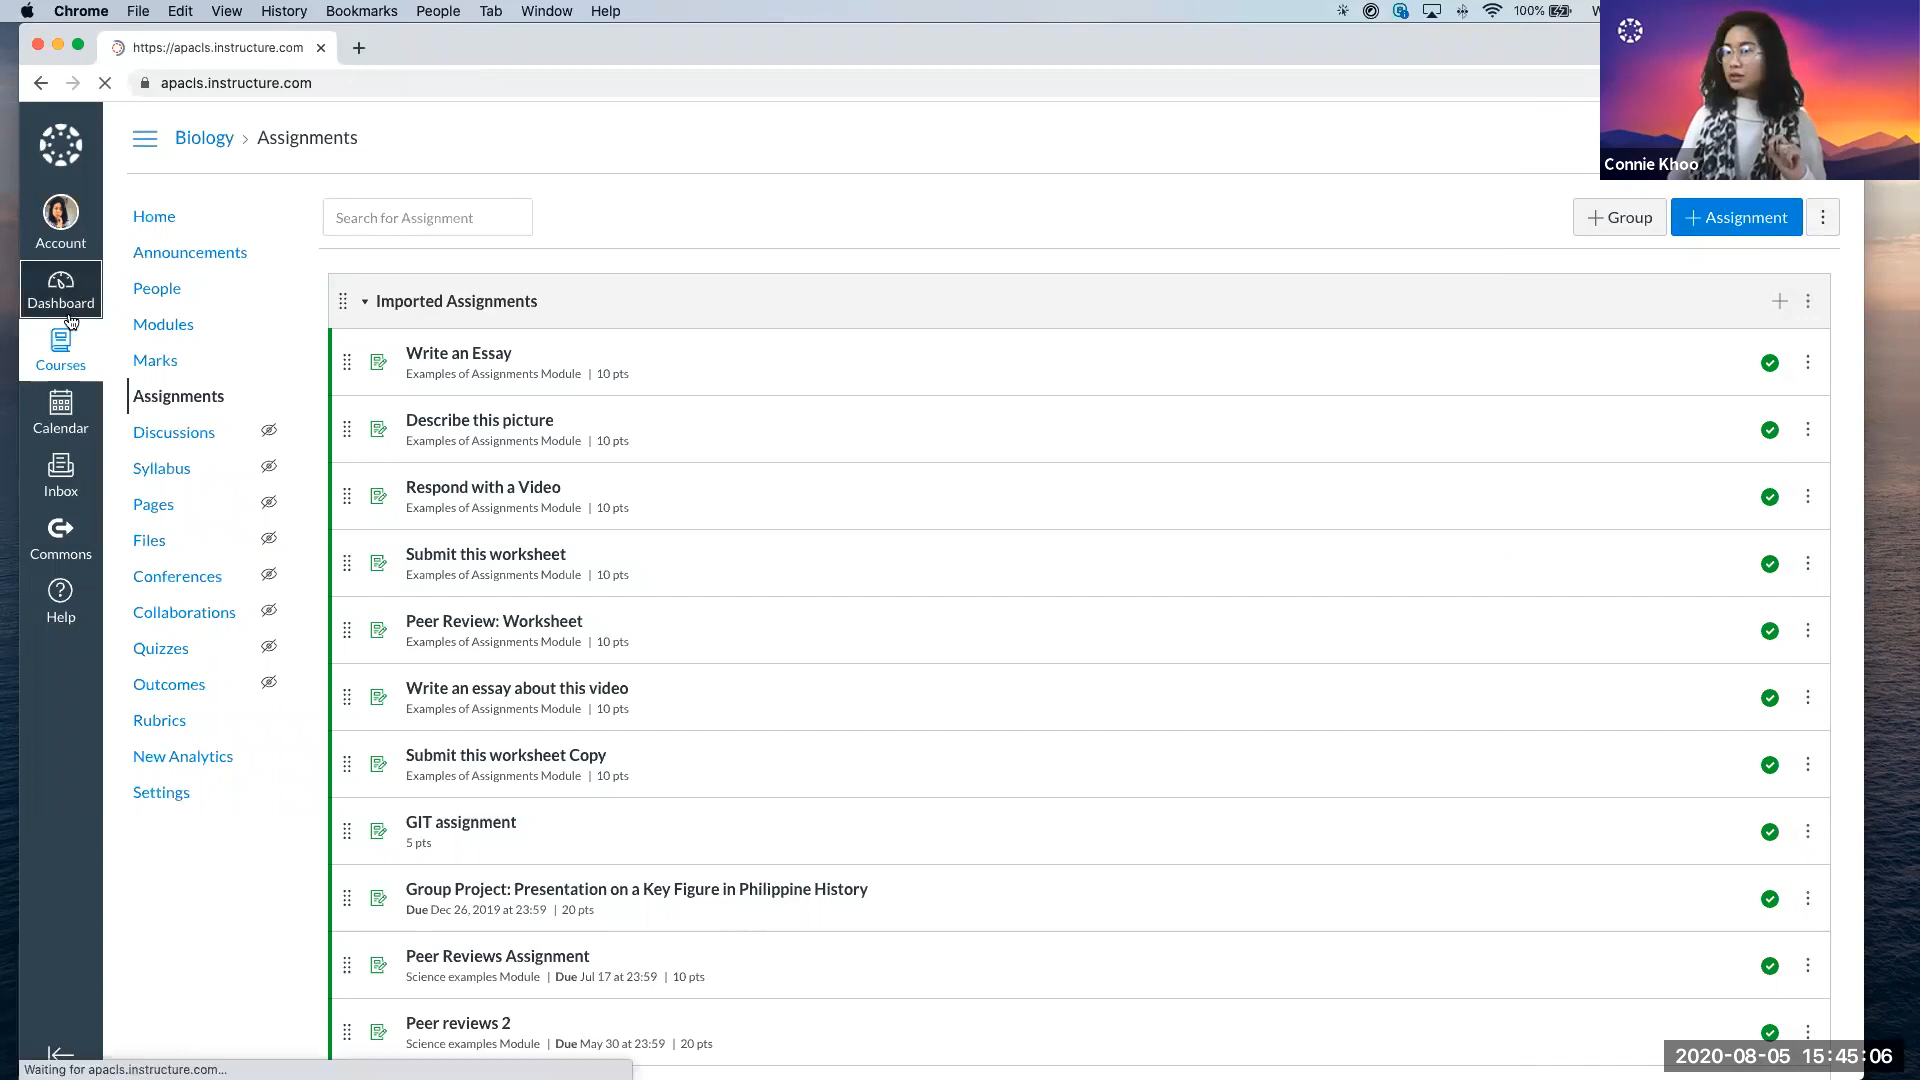 Chrome File Edit View History Bookmarks People Tab Window Help
100%
https://apacls.instructure.com
apacls.instructure.com
Connie Khoo
Biology > Assignments
Account
Dashboard
Courses
Calendar
Inbox
Commons
Help
Home
Announcements
People
Modules
Marks
Assignments
Discussions
Syllabus
Pages
Files
Conferences
Collaborations
Quizzes
Outcomes
Rubrics
New Analytics
Settings
Search for Assignment
+ Group
+ Assignment
Imported Assignments
Write an Essay
Examples of Assignments Module | 10 pts
Describe this picture
Examples of Assignments Module | 10 pts
Respond with a Video
Examples of Assignments Module | 10 pts
Submit this worksheet
Examples of Assignments Module | 10 pts
Peer Review: Worksheet
Examples of Assignments Module | 10 pts
Write an essay about this video
Examples of Assignments Module | 10 pts
Submit this worksheet Copy
Examples of Assignments Module | 10 pts
GIT assignment
5 pts
Group Project: Presentation on a Key Figure in Philippine History
Due Dec 26, 2019 at 23:59 | 20 pts
Peer Reviews Assignment
Science examples Module | Due Jul 17 at 23:59 | 10 pts
Peer reviews 2
Science examples Module | Due May 30 at 23:59 | 20 pts
Waiting for apacls.instructure.com...
2020-08-05 15:45:06